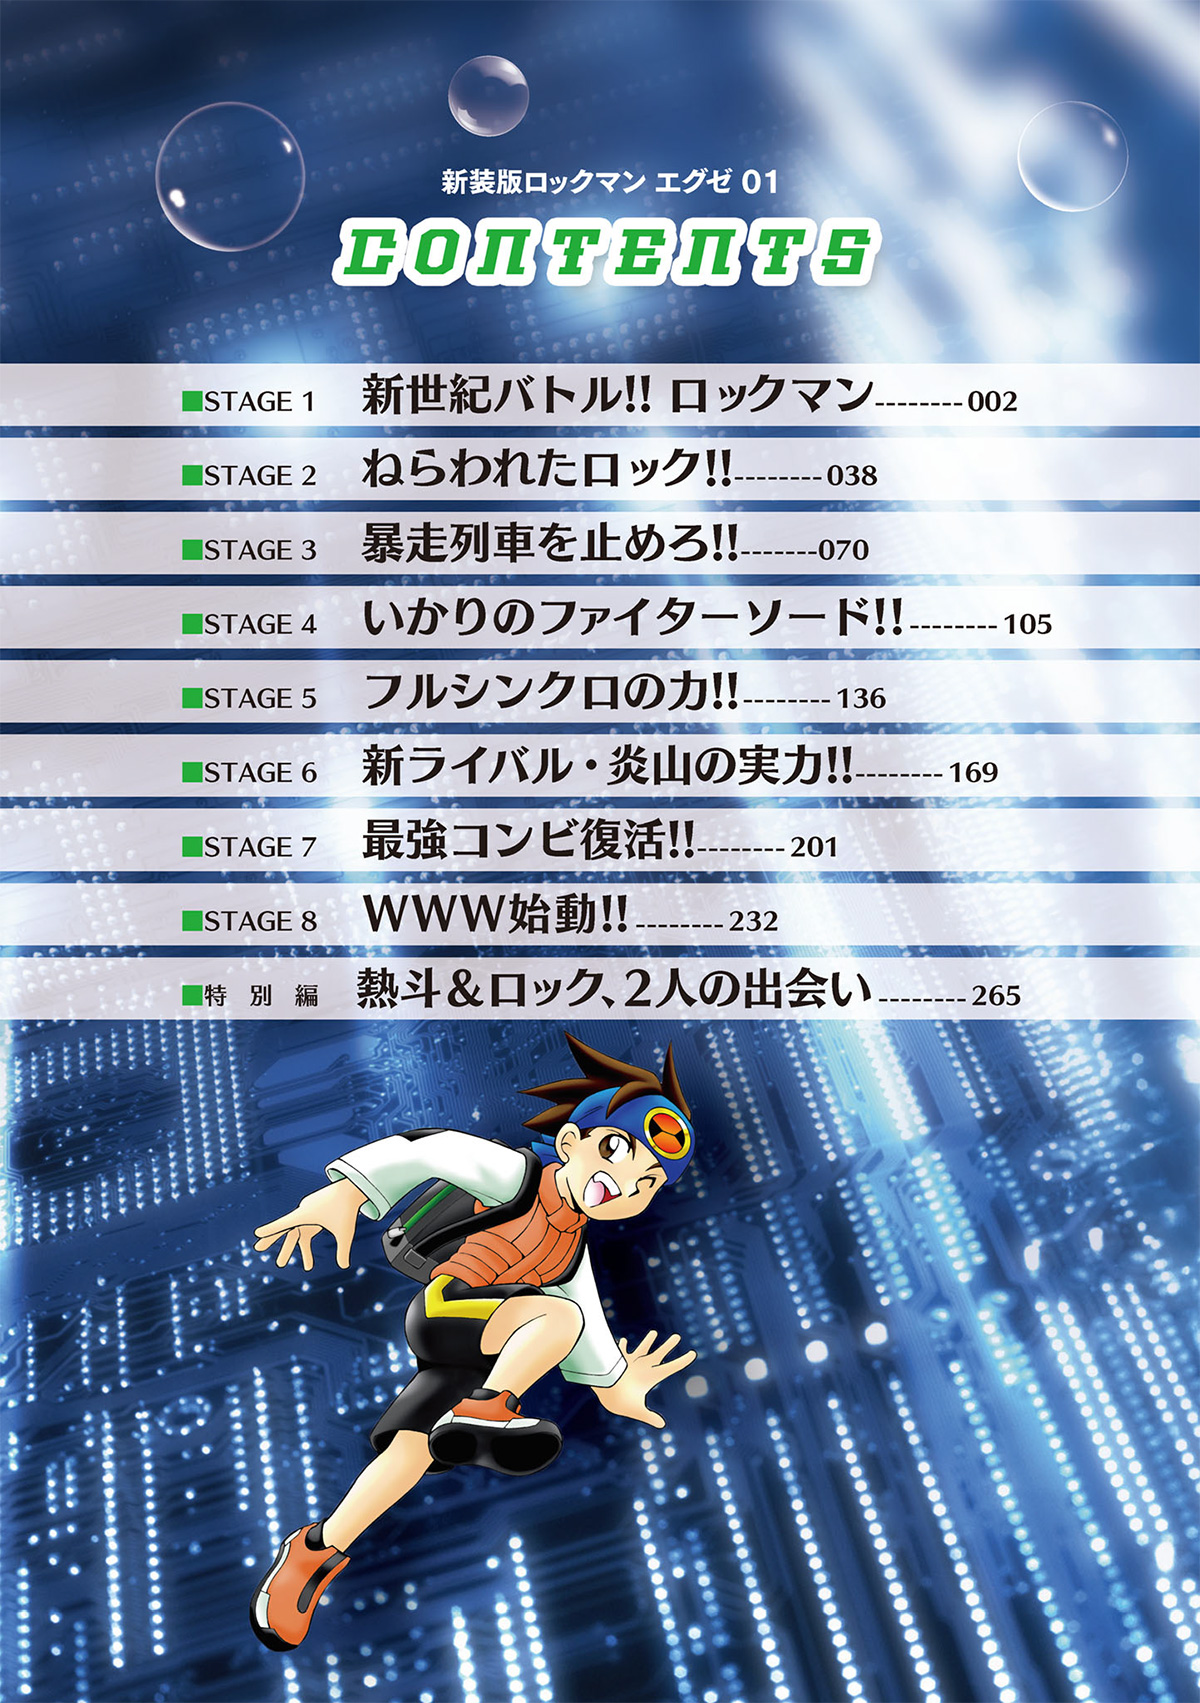 新装版ロックマン エグゼ 01
CONTENTS
■STAGE 1 新世紀バトル!! ロックマン--------002
■STAGE 2 ねらわれたロック!!--------038
■STAGE 3 暴走列車を止めろ!!-------070
■STAGE 4 いかりのファイターソード!!--------105
■STAGE 5 フルシンクロの力!!--------136
■STAGE 6 新ライバル・炎山の実力!!--------169
■STAGE 7 最強コンビ復活!!--------201
■STAGE 8 WWW始動!!--------232
■特別編 熱斗＆ロック、2人の出会い--------265